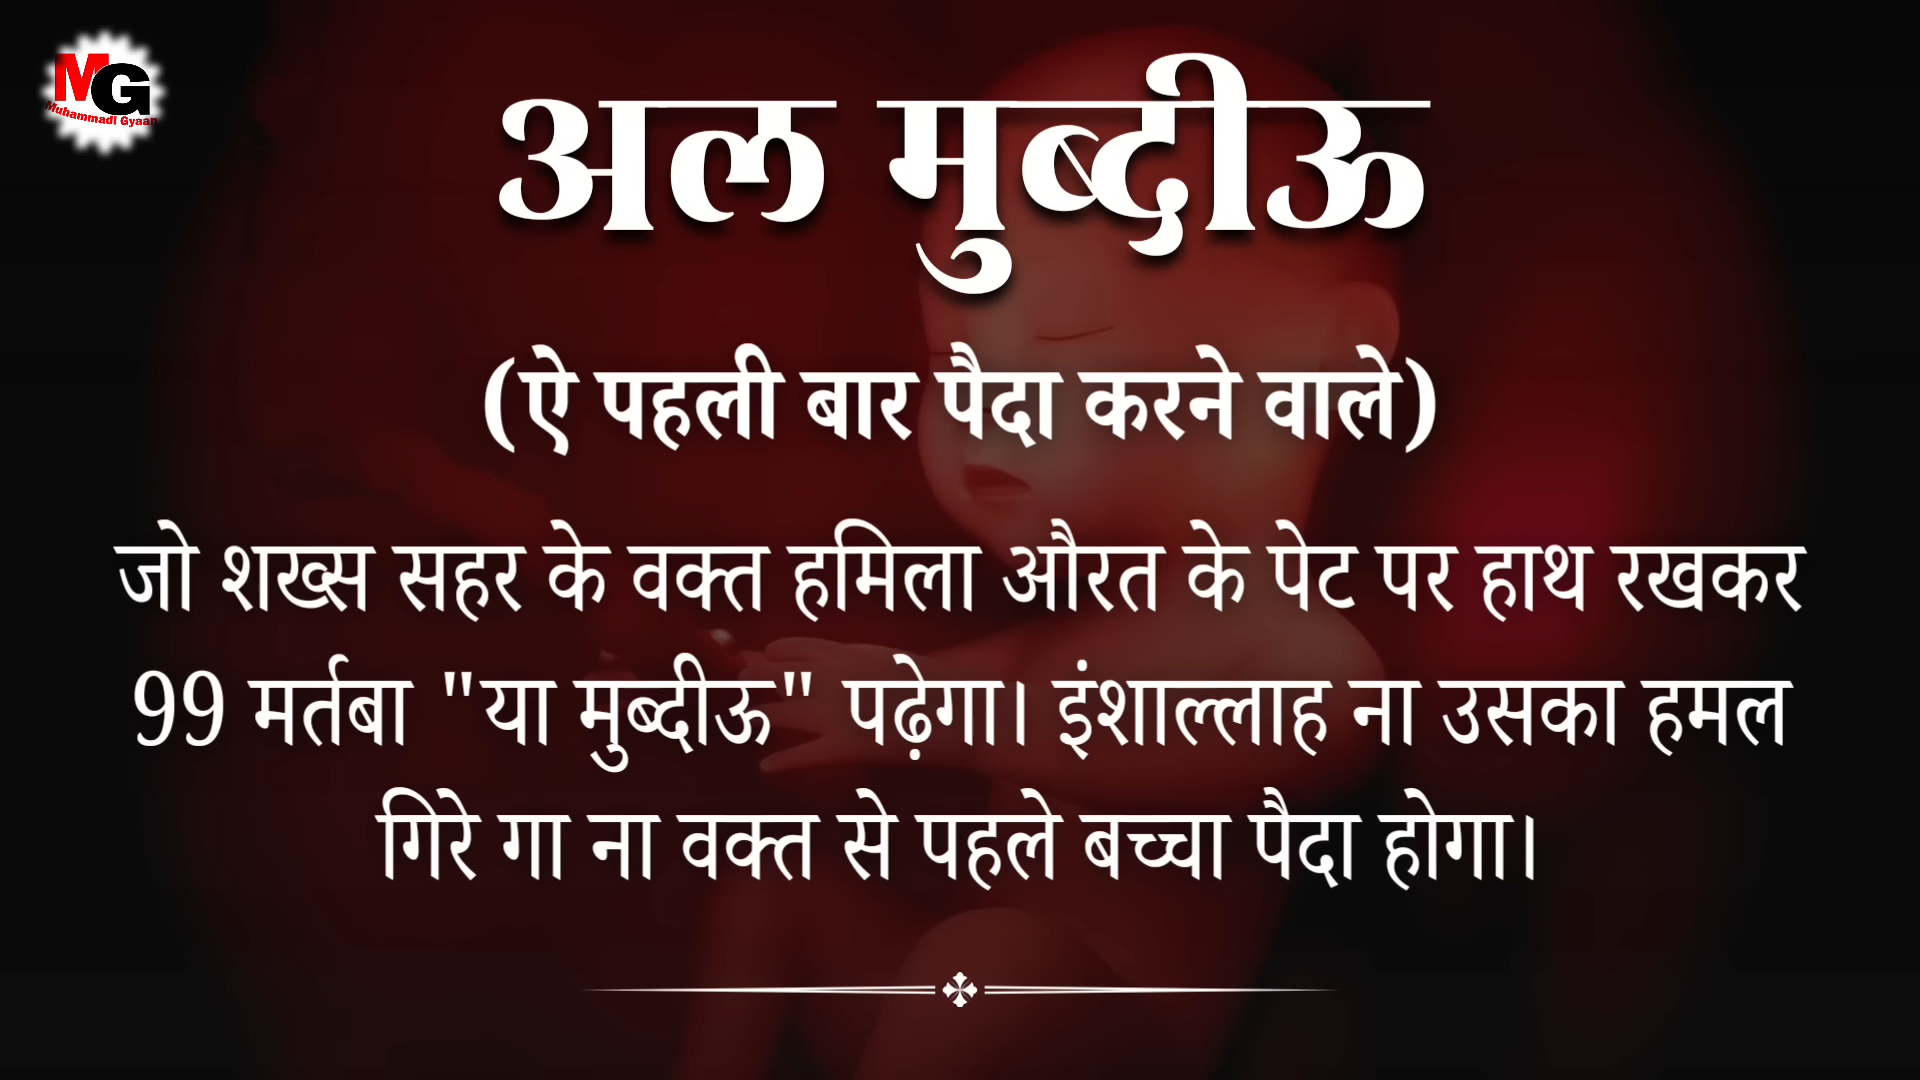 MG
Muhammadi Gyaan
अल मुब्दीऊ
(ऐ पहली बार पैदा करने वाले)
जो शख्स सहर के वक्त हमिला औरत के पेट पर हाथ रखकर
99 मर्तबा "या मुब्दीऊ" पढ़ेगा। इंशाल्लाह ना उसका हमल
गिरे गा ना वक्त से पहले बच्चा पैदा होगा।